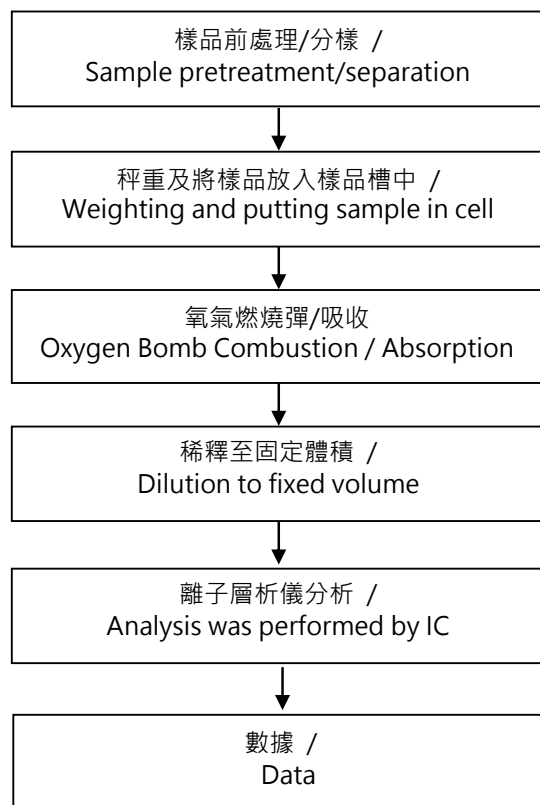 樣品前處理/分樣 /
Sample pretreatment/separation
秤重及將樣品放入樣品槽中 /
Weighting and putting sample in cell
氧氣燃燒彈/吸收
Oxygen Bomb Combustion / Absorption
稀釋至固定體積 /
Dilution to fixed volume
離子層析儀分析 /
Analysis was performed by IC
數據 /
Data